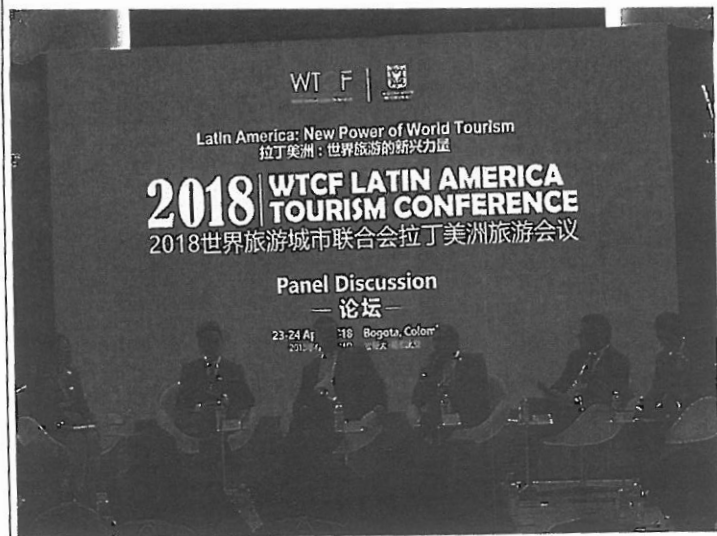 WTCF
Latin America: New Power of World Tourism
拉丁美洲：世界旅游的新兴力量
2018 WTCF LATIN AMERICA
TOURISM CONFERENCE
2018世界旅游城市联合会拉丁美洲旅游会议
Panel Discussion
论坛
23-24 Bogota,